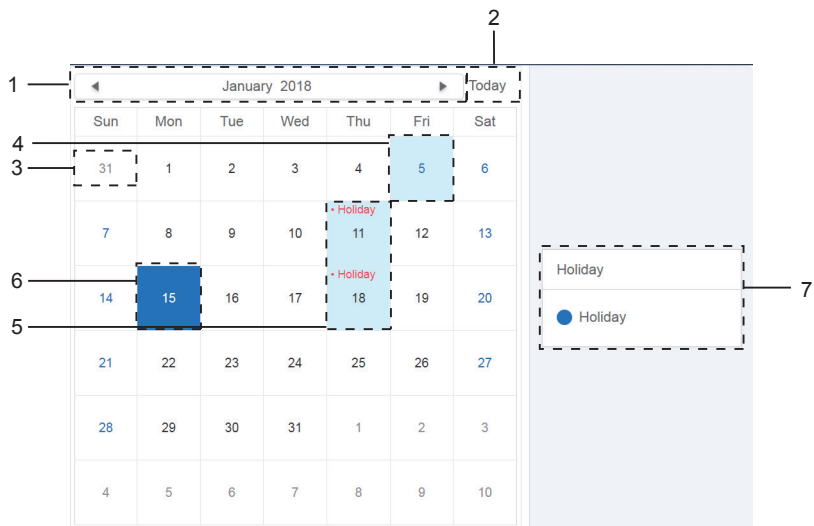 2
1
January 2018
Today
Sun Mon Tue Wed Thu Fri Sat
4
3
31 1 2 3 4 5 6
• Holiday
7 8 9 10 11 12 13
6
• Holiday
14 15 16 17 18 19 20
5
21 22 23 24 25 26 27
28 29 30 31 1 2 3
4 5 6 7 8 9 10
Holiday
Holiday
7